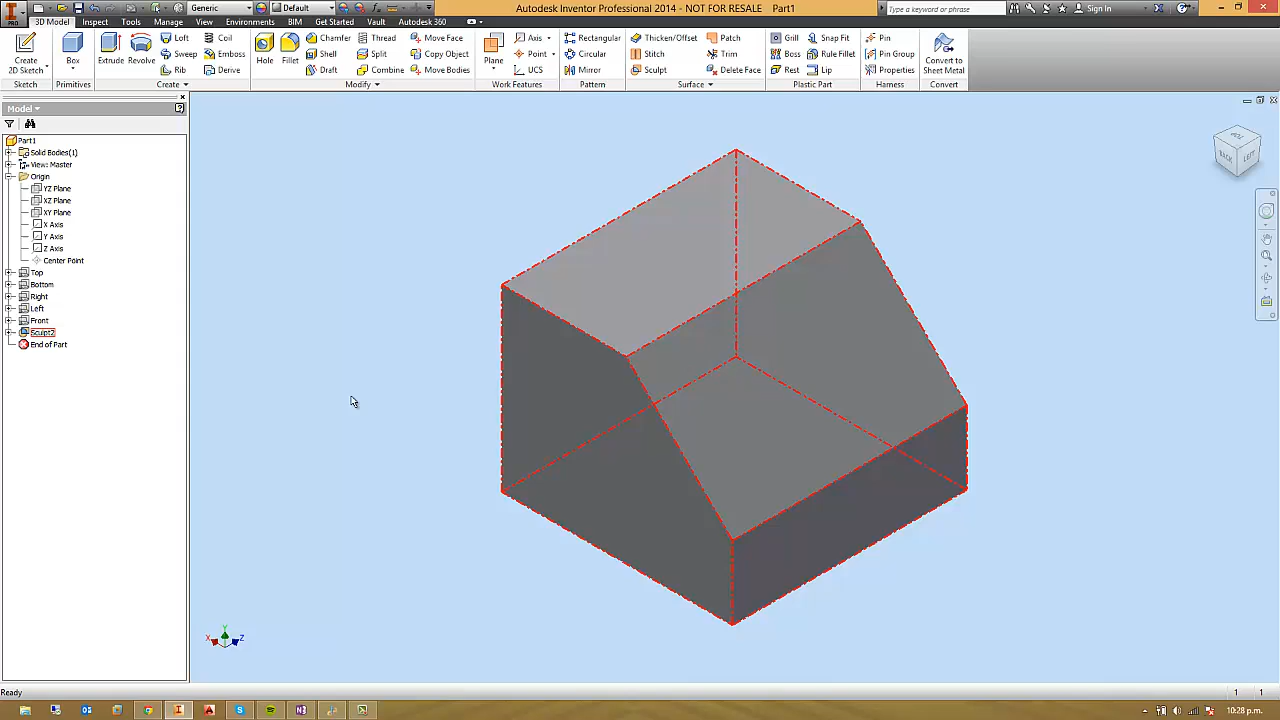 Generic Default Autodesk Inventor Professional 2014 - NOT FOR RESALE Part1 Type a keyword or phrase Sign In
PRO 3D Model Inspect Tools Manage View Environments BIM Get Started Vault Autodesk 360
Loft Coil Chamfer Thread Move Face Axis Rectangular Thicken/Offset Patch Grill Snap Fit Pin
Sweep Emboss Shell Split Copy Object Point Circular Stitch Trim Boss Rule Fillet Pin Group
Create 2D Sketch Box Extrude Revolve Rib Derive Hole Fillet Draft Combine Move Bodies Plane UCS Mirror Sculpt Delete Face Rest Lip Properties Convert to Sheet Metal
Sketch Primitives Create Modify Work Features Pattern Surface Plastic Part Harness Convert
Model
Part1
Solid Bodies(1)
View: Master
Origin
YZ Plane
XZ Plane
XY Plane
X Axis
Y Axis
Z Axis
Center Point
Top
Bottom
Right
Left
Front
Sculpt2
End of Part
TOP
BACK LEFT
Y
X Z
Ready 1 1
10:28 p.m.